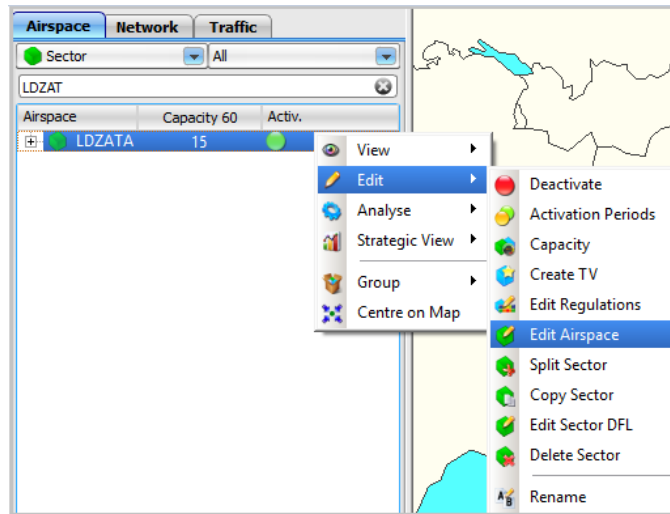 Airspace Network Traffic
Sector All
LDZAT
Airspace Capacity 60 Activ.
LDZATA 15
View
Edit
Analyse
Strategic View
Group
Centre on Map
Deactivate
Activation Periods
Capacity
Create TV
Edit Regulations
Edit Airspace
Split Sector
Copy Sector
Edit Sector DFL
Delete Sector
Rename